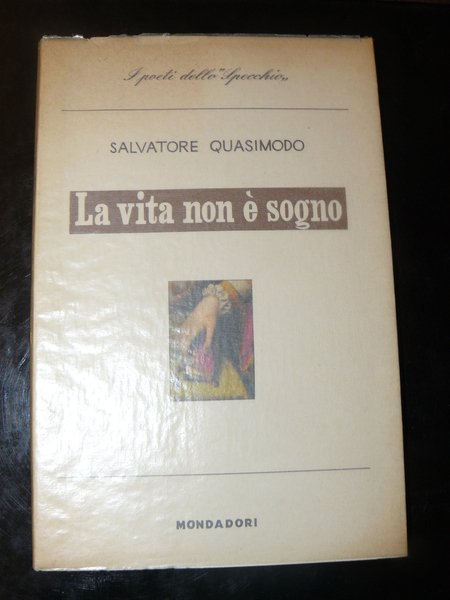 I poeti dello "Specchio„
SALVATORE QUASIMODO
La vita non è sogno
MONDADORI